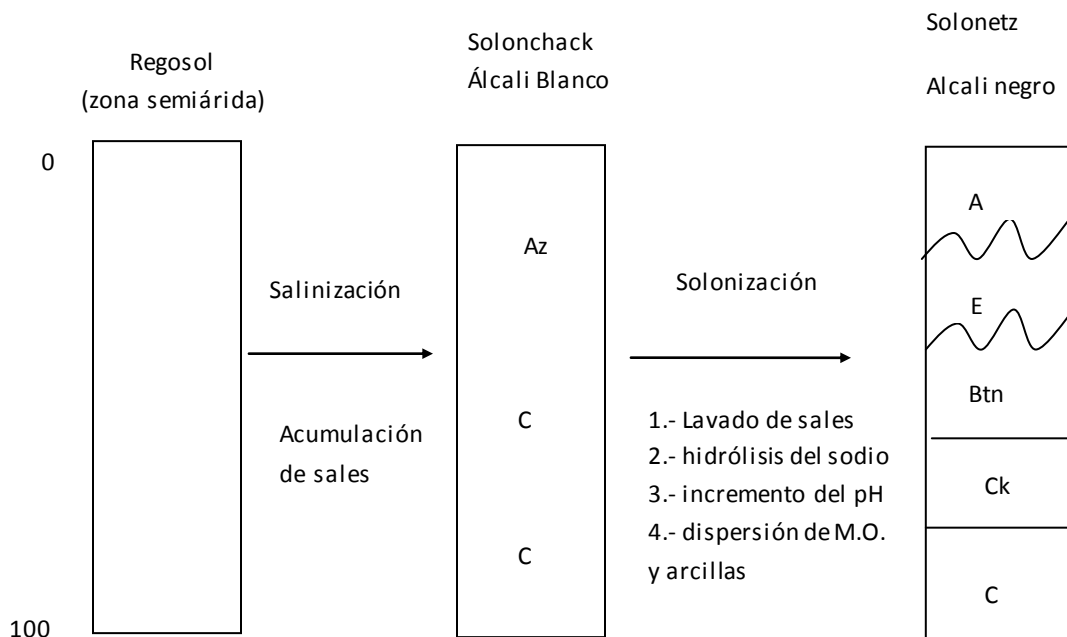 Regosol
(zona semiárida)
Solonchack
Álcali Blanco
Solonetz
Alcali negro
0
100
Salinización
Acumulación
de sales
Az
C
C
Solonización
1.- Lavado de sales
2.- hidrólisis del sodio
3.- incremento del pH
4.- dispersión de M.O.
y arcillas
A
E
Btn
Ck
C